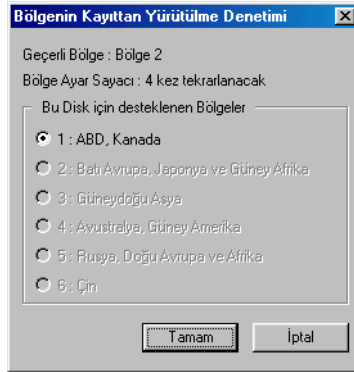 Bölgenin Kayıttan Yürütülme Denetimi
Geçerli Bölge : Bölge 2
Bölge Ayar Sayacı : 4 kez tekrarlanacak
Bu Disk için desteklenen Bölgeler
1 : ABD, Kanada
2 : Batı Avrupa, Japonya ve Güney Afrika
3 : Güneydoğu Asya
4 : Avustralya, Güney Amerika
5 : Rusya, Doğu Avrupa ve Afrika
6 : Çin
Tamam İptal